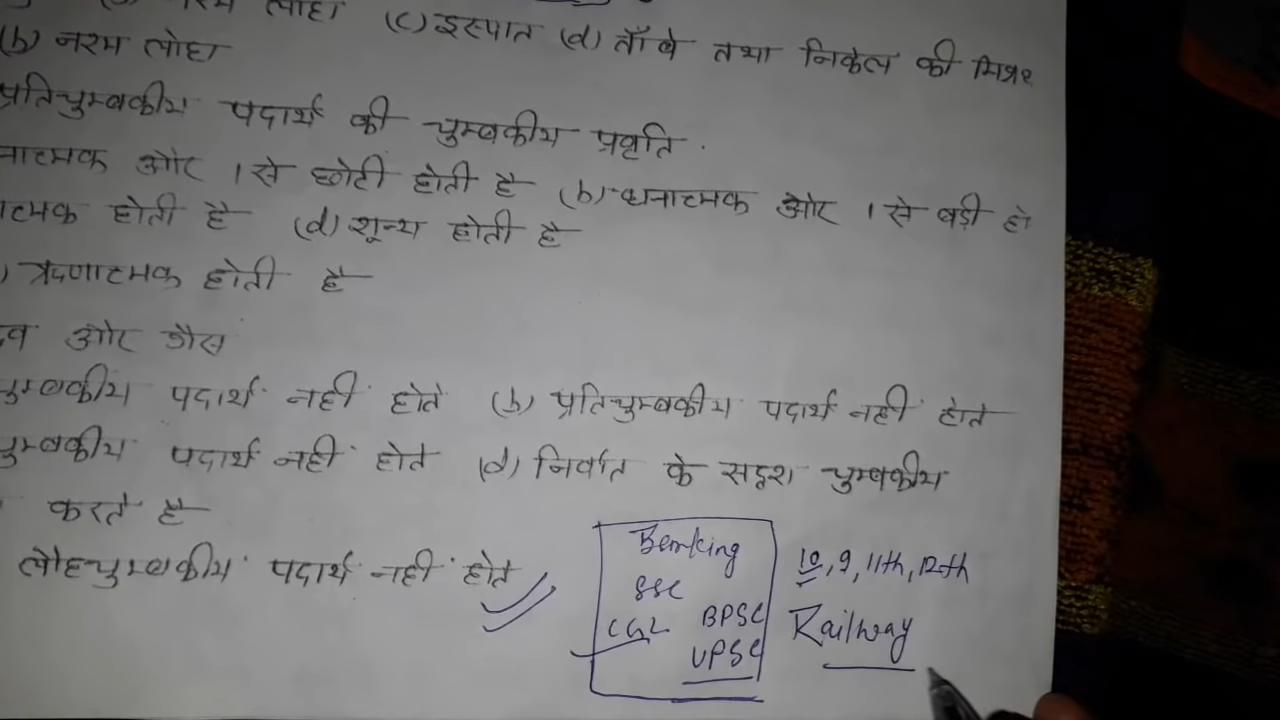 नरम लोहा (c) इस्पात (d) ताँबे तथा निकेल की मिश्र
(b) नरम लोहा
प्रतिचुम्बकीय पदार्थ की चुम्बकीय प्रवृति.
नात्मक और 1 से छोटी होती है (b) धनात्मक और 1 से बड़ी हो
त्मक होती है (d) शून्य होती है
) ऋणात्मक होती है
द्रव और गैस
चुम्बकीय पदार्थ नहीं होते (b) प्रतिचुम्बकीय पदार्थ नहीं होते
चुम्बकीय पदार्थ नहीं होते (d) निर्वात के सदृश चुम्बकीय
करते है
लौहचुम्बकीय पदार्थ नहीं होते
Banking
SSC
CGL BPSC
UPSC
10, 9, 11th, 12th
Railway